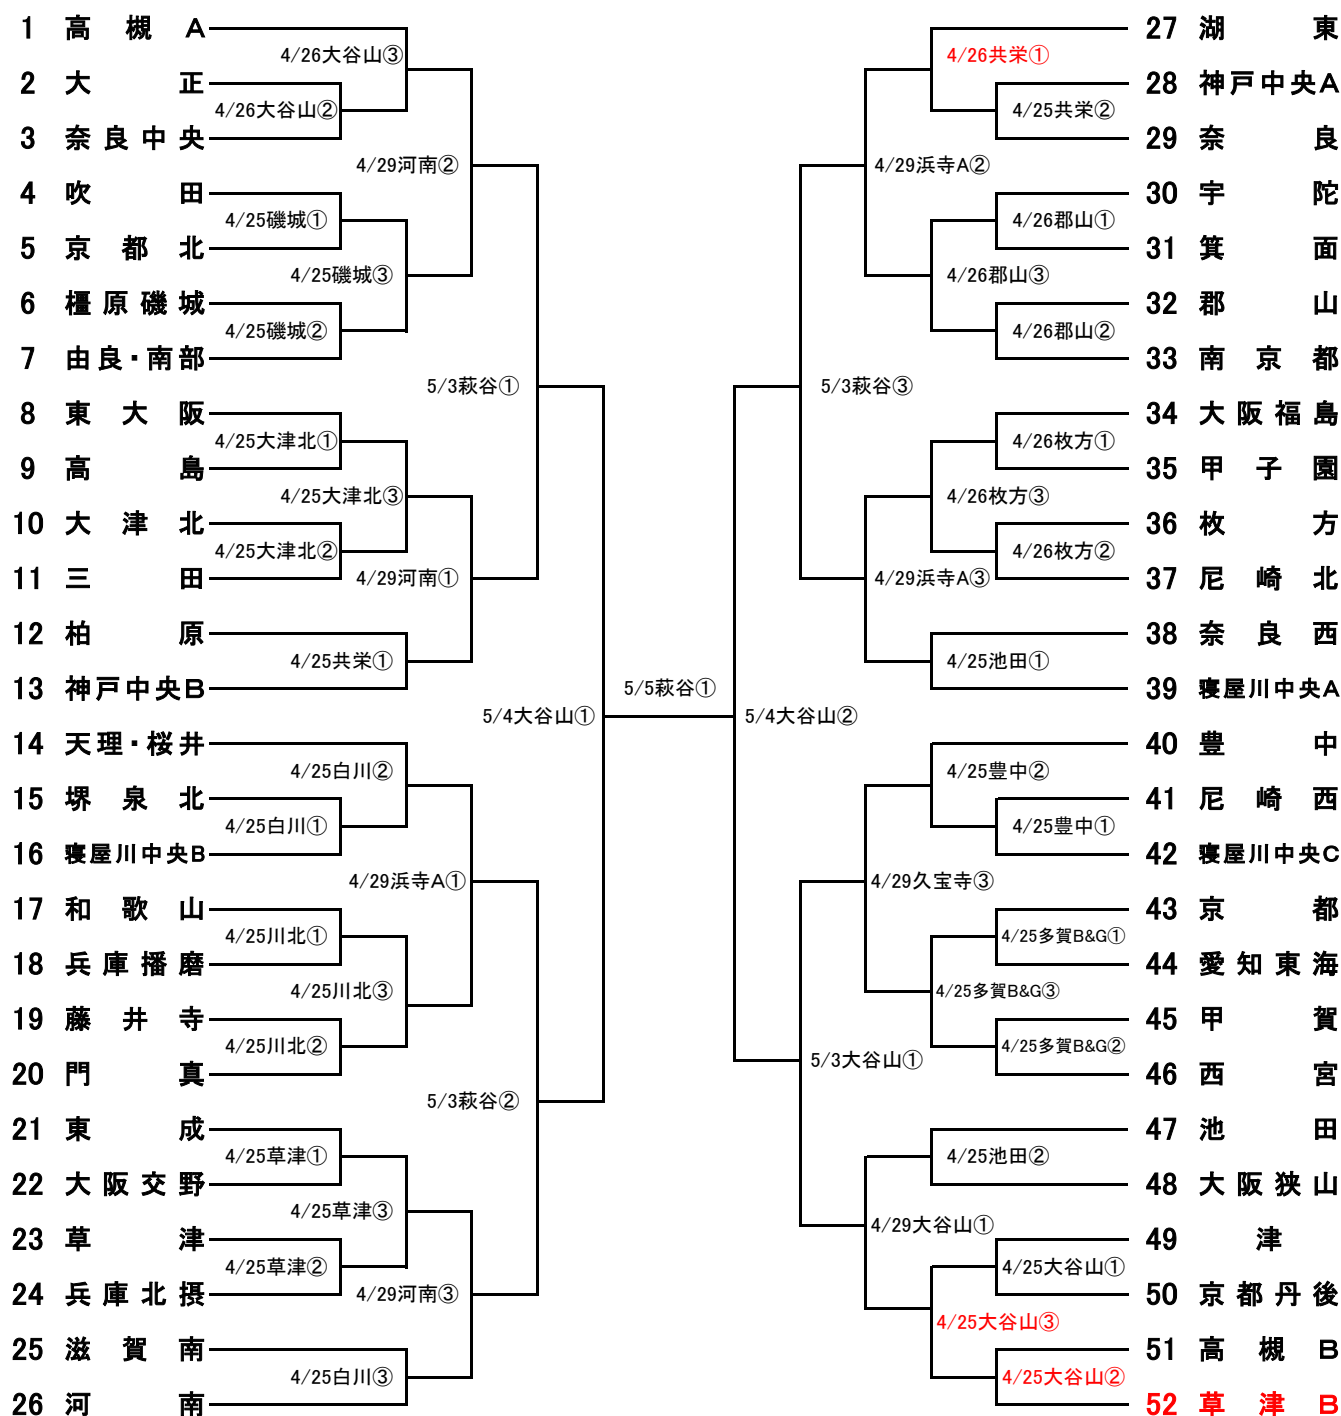 1 高槻A
4/26大谷山③
2 大正
4/26大谷山②
3 奈良中央
4/29河南②
4 吹田
4/25磯城①
5 京都北
4/25磯城③
6 橿原磯城
4/25磯城②
7 由良・南部
5/3萩谷①
8 東大阪
4/25大津北①
9 高島
4/25大津北③
10 大津北
4/25大津北②
11 三田
4/29河南①
12 柏原
4/25共栄①
13 神戸中央B
5/4大谷山①
14 天理・桜井
4/25白川②
15 堺泉北
4/25白川①
16 寝屋川中央B
4/29浜寺A①
17 和歌山
4/25川北①
18 兵庫播磨
4/25川北③
19 藤井寺
4/25川北②
20 門真
5/3萩谷②
21 東成
4/25草津①
22 大阪交野
4/25草津③
23 草津
4/25草津②
24 兵庫北摂
4/29河南③
25 滋賀南
4/25白川③
26 河南
5/5萩谷①
27 湖東
4/26共栄①
28 神戸中央A
4/25共栄②
29 奈良
4/29浜寺A②
30 宇陀
4/26郡山①
31 箕面
4/26郡山③
32 郡山
4/26郡山②
33 南京都
5/3萩谷③
34 大阪福島
4/26枚方①
35 甲子園
4/26枚方③
36 枚方
4/26枚方②
37 尼崎北
4/29浜寺A③
38 奈良西
4/25池田①
39 寝屋川中央A
5/4大谷山②
40 豊中
4/25豊中②
41 尼崎西
4/25豊中①
42 寝屋川中央C
4/29久宝寺③
43 京都
4/25多賀B&G①
44 愛知東海
4/25多賀B&G③
45 甲賀
4/25多賀B&G②
46 西宮
5/3大谷山①
47 池田
4/25池田②
48 大阪狭山
4/29大谷山①
49 津
4/25大谷山①
50 京都丹後
4/25大谷山③
51 高槻B
4/25大谷山②
52 草津B